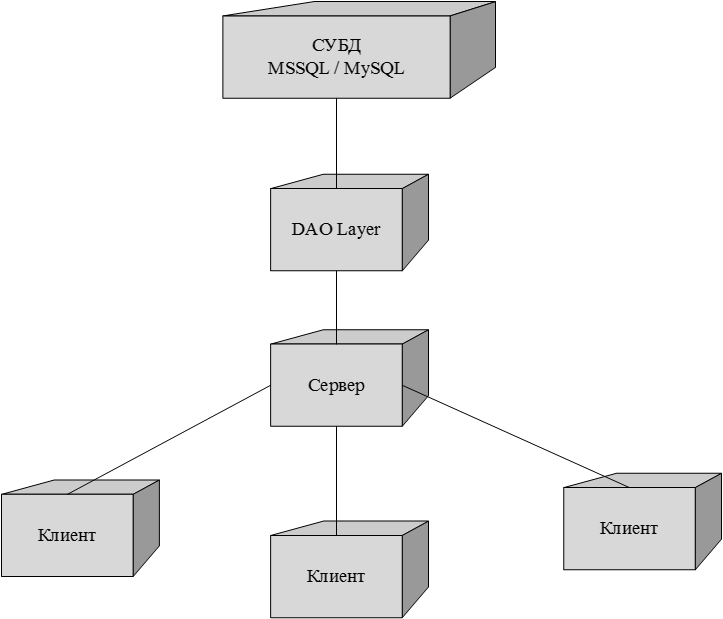 СУБД
MSSQL / MySQL
DAO Layer
Сервер
Клиент
Клиент
Клиент